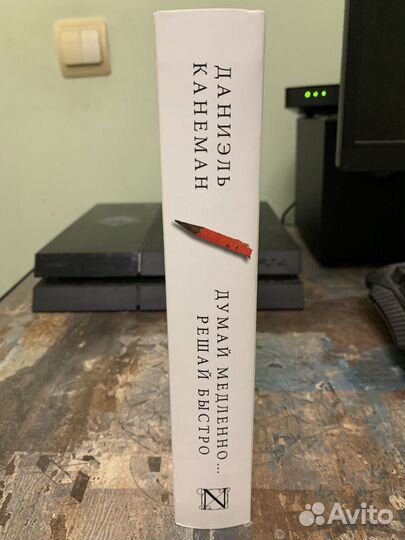 ДАНИЭЛЬ
КАНЕМАН
ДУМАЙ МЕДЛЕННО...
РЕШАЙ БЫСТРО
N
Avito